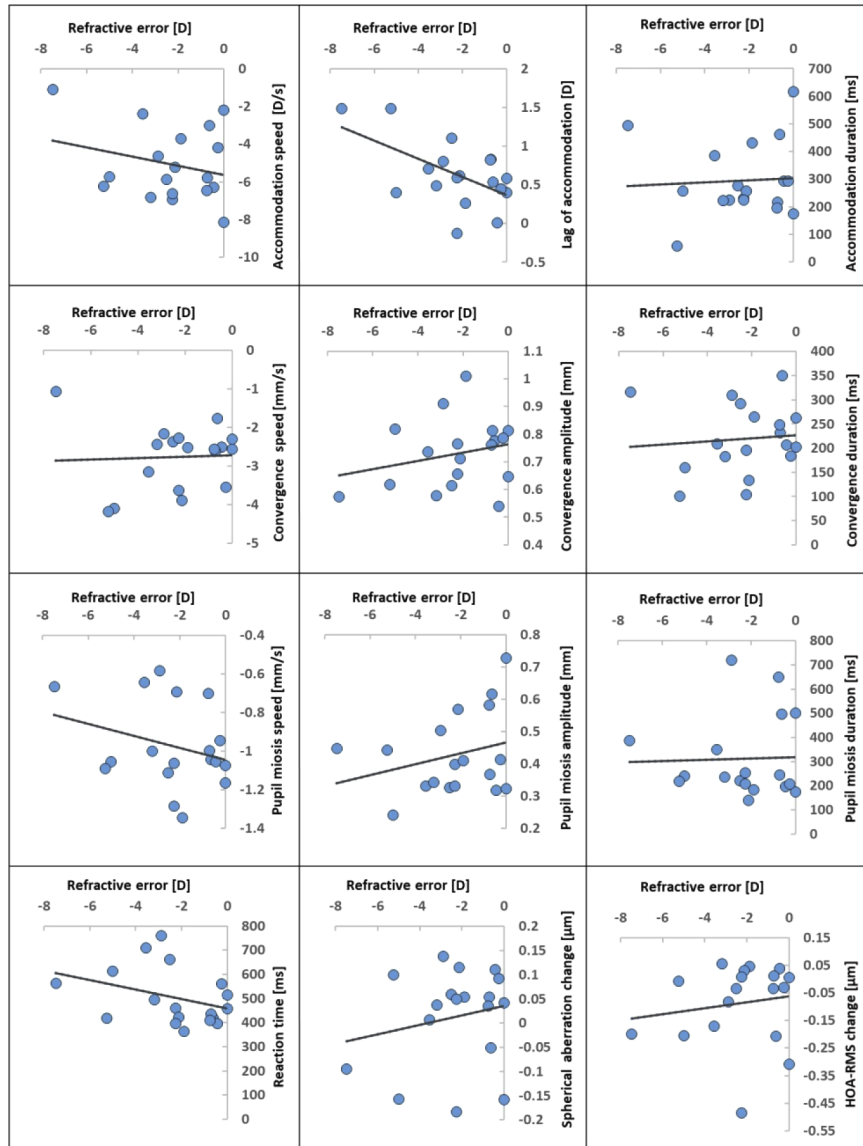 Refractive error [D]
-8 -6 -4 -2 0
0
-2
-4
-6
-8
-10
Accommodation speed [D/s]
Refractive error [D]
-8 -6 -4 -2 0
2
1.5
1
0.5
0
-0.5
Lag of accommodation [D]
Refractive error [D]
-8 -6 -4 -2 0
700
600
500
400
300
200
100
0
Accommodation duration [ms]
Refractive error [D]
-8 -6 -4 -2 0
0
-1
-2
-3
-4
-5
Convergence speed [mm/s]
Refractive error [D]
-8 -6 -4 -2 0
1.1
1
0.9
0.8
0.7
0.6
0.5
0.4
Convergence amplitude [mm]
Refractive error [D]
-8 -6 -4 -2 0
400
350
300
250
200
150
100
50
0
Convergence duration [ms]
Refractive error [D]
-8 -6 -4 -2 0
-0.4
-0.6
-0.8
-1
-1.2
-1.4
Pupil miosis speed [mm/s]
Refractive error [D]
-8 -6 -4 -2 0
0.8
0.7
0.6
0.5
0.4
0.3
0.2
Pupil miosis amplitude [mm]
Refractive error [D]
-8 -6 -4 -2 0
800
700
600
500
400
300
200
100
0
Pupil miosis duration [ms]
Refractive error [D]
-8 -6 -4 -2 0
800
700
600
500
400
300
200
100
0
Reaction time [ms]
Refractive error [D]
-8 -6 -4 -2 0
0.2
0.15
0.1
0.05
0
-0.05
-0.1
-0.15
-0.2
Spherical aberration change [µm]
Refractive error [D]
-8 -6 -4 -2 0
0.15
0.05
-0.05
-0.15
-0.25
-0.35
-0.45
-0.55
HOA-RMS change [µm]